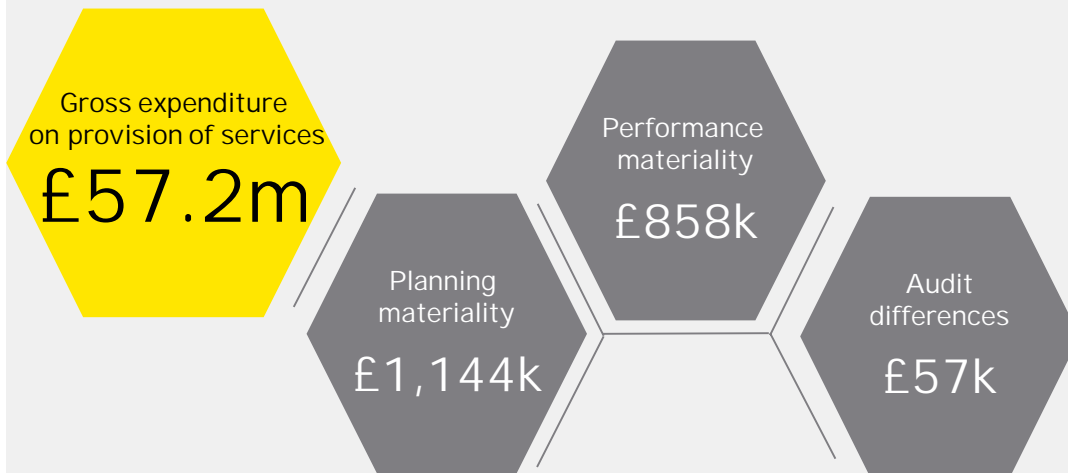 Gross expenditure
on provision of services
£57.2m
Planning
materiality
£1,144k
Performance
materiality
£858k
Audit
differences
£57k